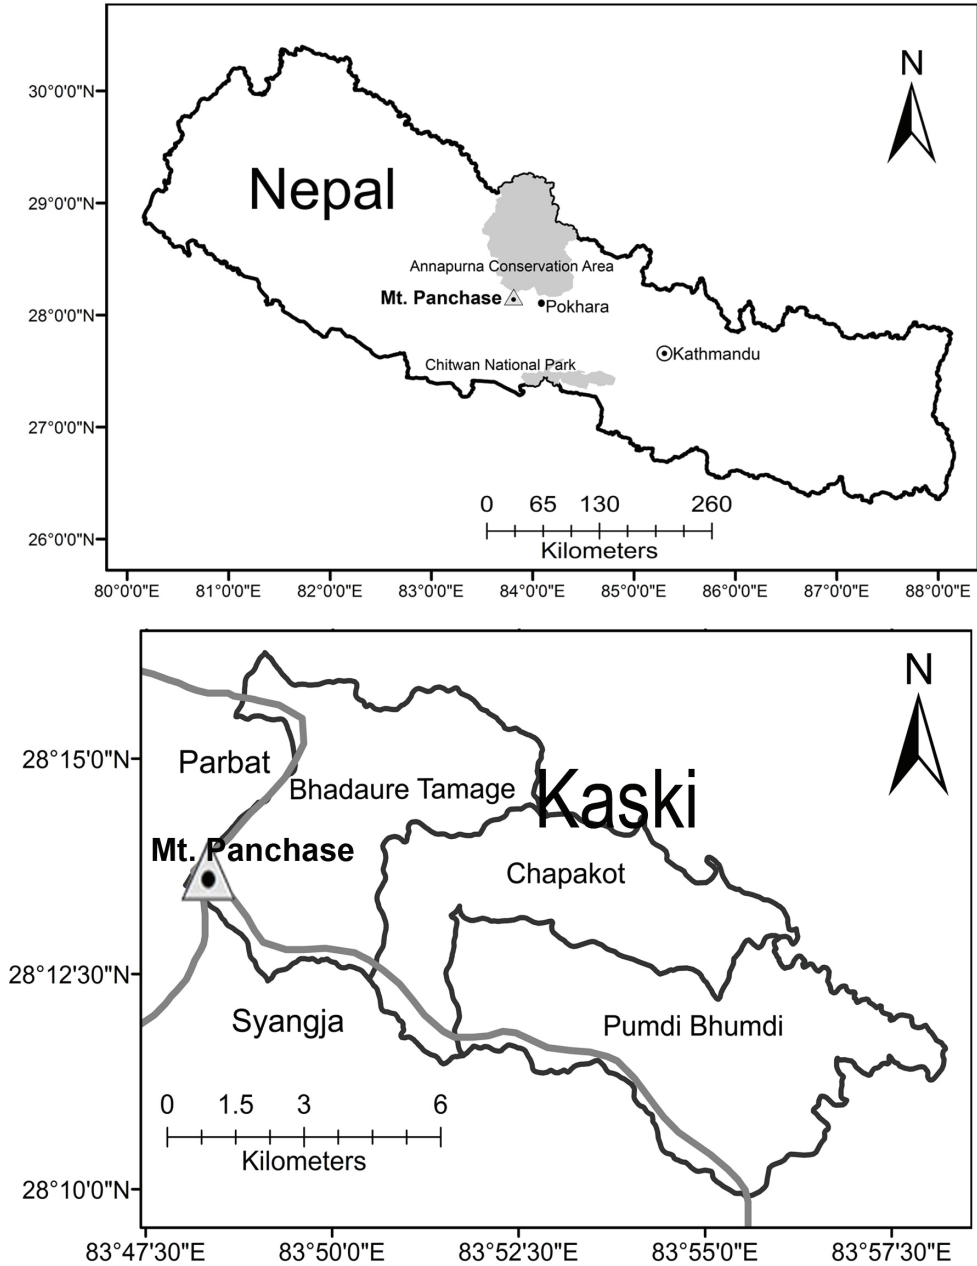 N
30°0'0"N
Nepal
29°0'0"N
Annapurna Conservation Area
Mt. Panchase
Pokhara
28°0'0"N
Kathmandu
Chitwan National Park
27°0'0"N
0 65 130 260
Kilometers
26°0'0"N
80°0'0"E 81°0'0"E 82°0'0"E 83°0'0"E 84°0'0"E 85°0'0"E 86°0'0"E 87°0'0"E 88°0'0"E
N
28°15'0"N
Parbat
Bhadaure Tamage
Kaski
Mt. Panchase
Chapakot
28°12'30"N
Syangja
Pumdi Bhumdi
0 1.5 3 6
Kilometers
28°10'0"N
83°47'30"E 83°50'0"E 83°52'30"E 83°55'0"E 83°57'30"E